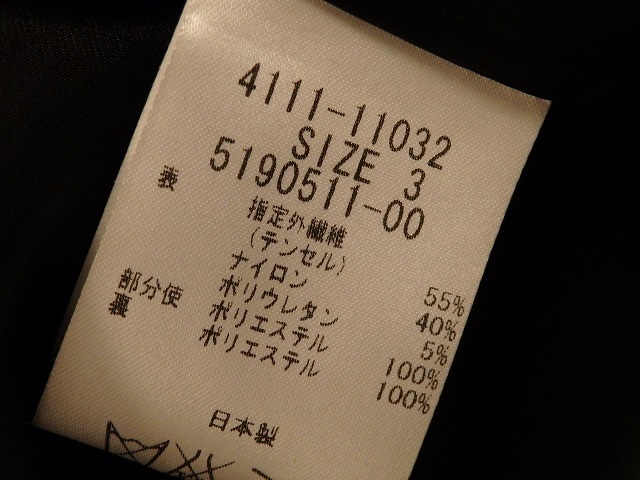 4111-11032
SIZE 3
5190511-00
表 指定外繊維
(テンセル) 55%
ナイロン 40%
ポリウレタン 5%
部分使 ポリエステル 100%
裏 ポリエステル 100%
日本製